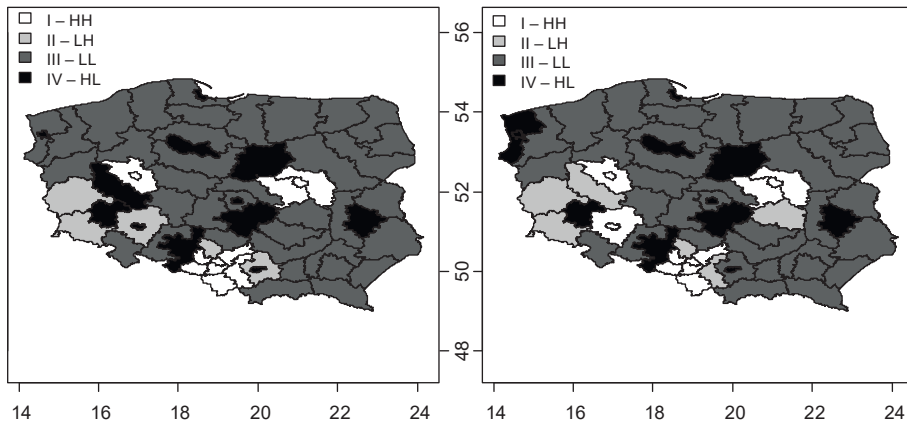 I – HH
II – LH
III – LL
IV – HL
I – HH
II – LH
III – LL
IV – HL
56
54
52
50
48
14 16 18 20 22 24
14 16 18 20 22 24